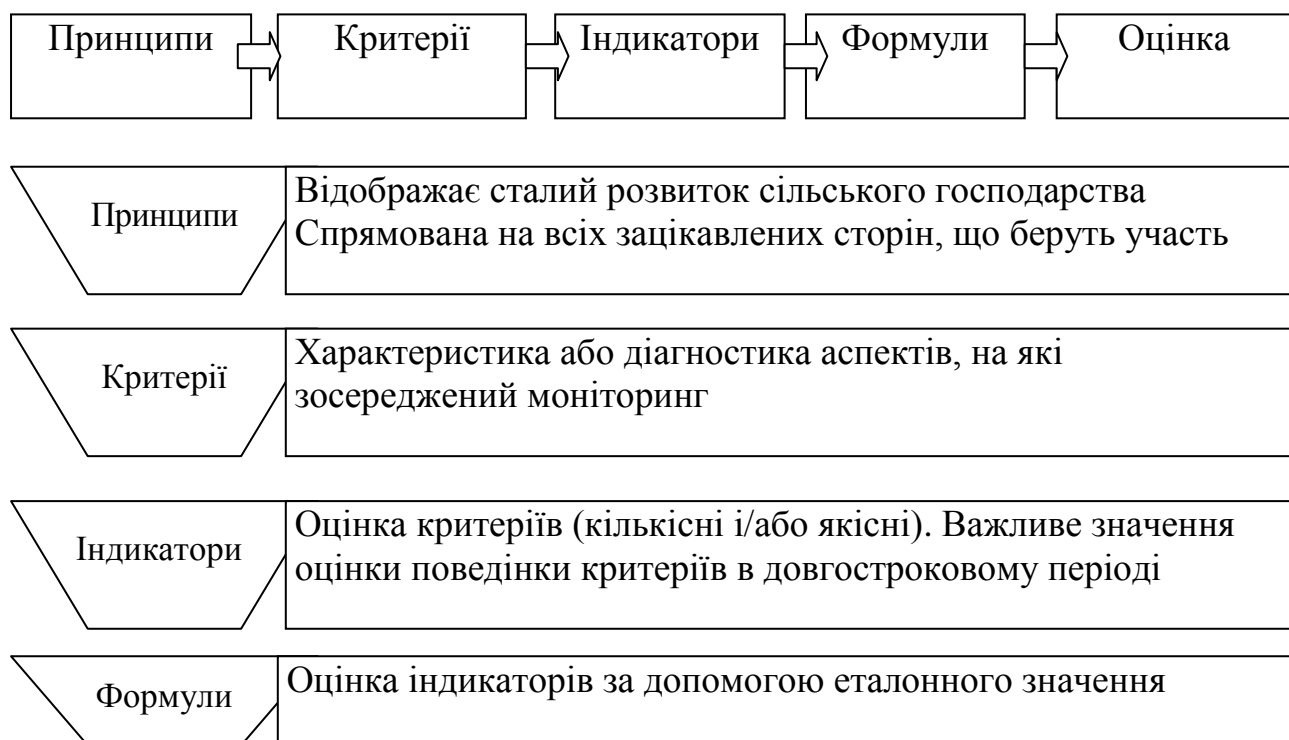 Принципи Критерії Індикатори Формули Оцінка
Принципи
Відображає сталий розвиток сільського господарства
Спрямована на всіх зацікавлених сторін, що беруть участь
Критерії
Характеристика або діагностика аспектів, на які
зосереджений моніторинг
Індикатори
Оцінка критеріїв (кількісні і/або якісні). Важливе значення
оцінки поведінки критеріїв в довгостроковому періоді
Формули
Оцінка індикаторів за допомогою еталонного значення